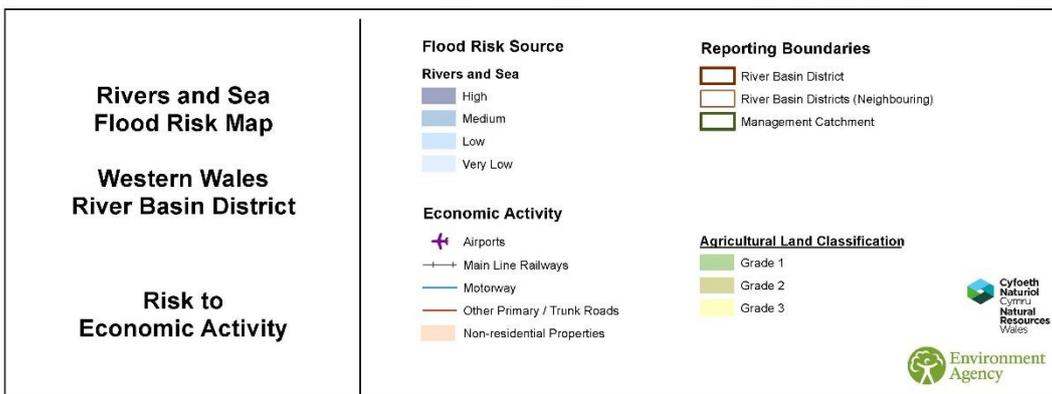 Rivers and Sea
Flood Risk Map
Western Wales
River Basin District
Risk to
Economic Activity
Flood Risk Source
Rivers and Sea
High
Medium
Low
Very Low
Economic Activity
Airports
Main Line Railways
Motorway
Other Primary / Trunk Roads
Non-residential Properties
Reporting Boundaries
River Basin District
River Basin Districts (Neighbouring)
Management Catchment
Agricultural Land Classification
Grade 1
Grade 2
Grade 3
Cyfoeth
Naturiol
Cymru
Natural
Resources
Wales
Environment
Agency